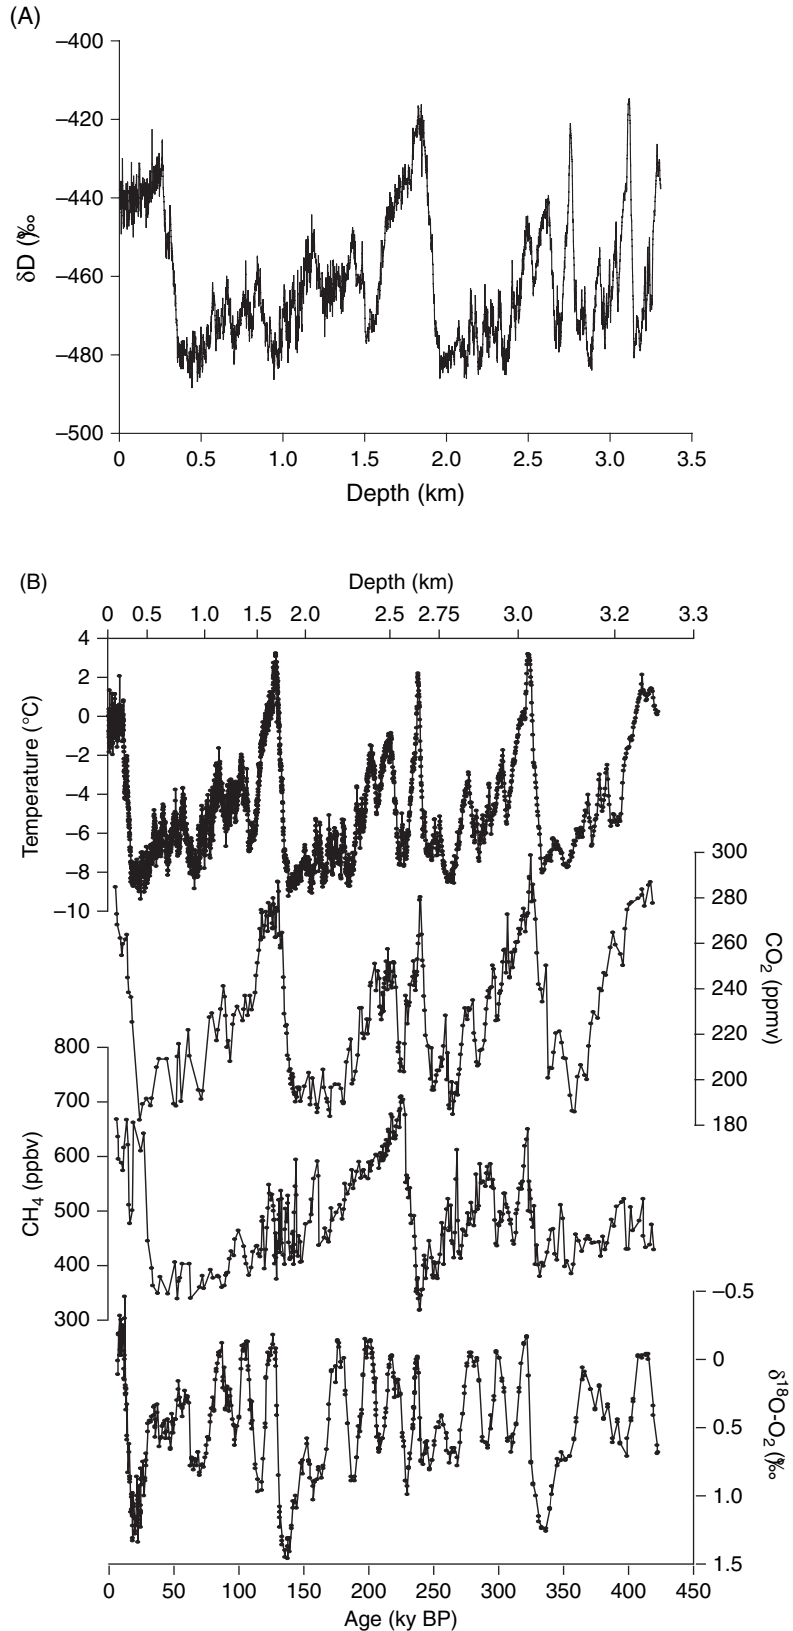 (A)
–400
–420
–440
–460
–480
–500
δD (‰)
0 0.5 1.0 1.5 2.0 2.5 3.0 3.5
Depth (km)
(B)
Depth (km)
0 0.5 1.0 1.5 2.0 2.5 2.75 3.0 3.2 3.3
4
2
0
–2
–4
–6
–8
–10
Temperature (°C)
300
280
260
240
220
200
180
CO2 (ppmv)
800
700
600
500
400
300
CH4 (ppbv)
–0.5
0
0.5
1.0
1.5
δ18O-O2 (‰
0 50 100 150 200 250 300 350 400 450
Age (ky BP)